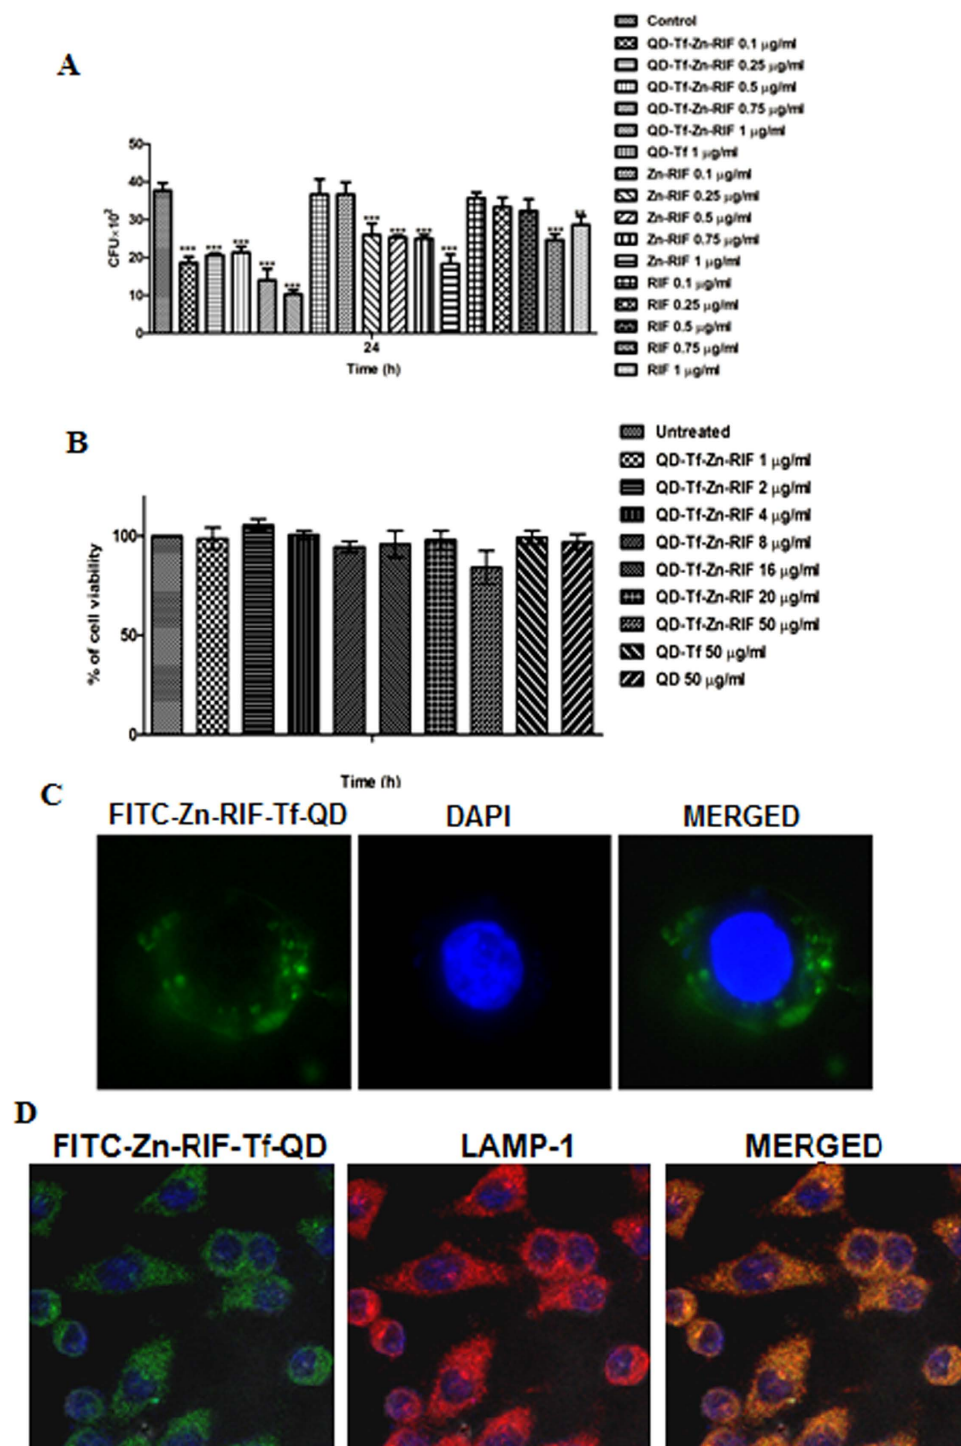 A
Control
QD-Tf-Zn-RIF 0.1 µg/ml
QD-Tf-Zn-RIF 0.25 µg/ml
QD-Tf-Zn-RIF 0.5 µg/ml
QD-Tf-Zn-RIF 0.75 µg/ml
QD-Tf-Zn-RIF 1 µg/ml
QD-Tf 1 µg/ml
Zn-RIF 0.1 µg/ml
Zn-RIF 0.25 µg/ml
Zn-RIF 0.5 µg/ml
Zn-RIF 0.75 µg/ml
Zn-RIF 1 µg/ml
RIF 0.1 µg/ml
RIF 0.25 µg/ml
RIF 0.5 µg/ml
RIF 0.75 µg/ml
RIF 1 µg/ml
CFU×10²
50
40
30
20
10
0
*** *** *** *** *** *** *** *** *** *** **
24
Time (h)
B
Untreated
QD-Tf-Zn-RIF 1 µg/ml
QD-Tf-Zn-RIF 2 µg/ml
QD-Tf-Zn-RIF 4 µg/ml
QD-Tf-Zn-RIF 8 µg/ml
QD-Tf-Zn-RIF 16 µg/ml
QD-Tf-Zn-RIF 20 µg/ml
QD-Tf-Zn-RIF 50 µg/ml
QD-Tf 50 µg/ml
QD 50 µg/ml
% of cell viability
100
50
0
Time (h)
C
FITC-Zn-RIF-Tf-QD DAPI MERGED
D
FITC-Zn-RIF-Tf-QD LAMP-1 MERGED